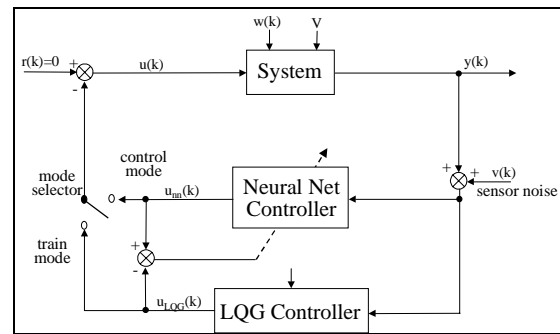 w(k)
V
r(k)=0
+
-
u(k)
System
y(k)
control
mode
mode
selector
train
mode
u_nn(k)
Neural Net
Controller
+
+
v(k)
sensor noise
+
-
u_LQG(k)
LQG Controller